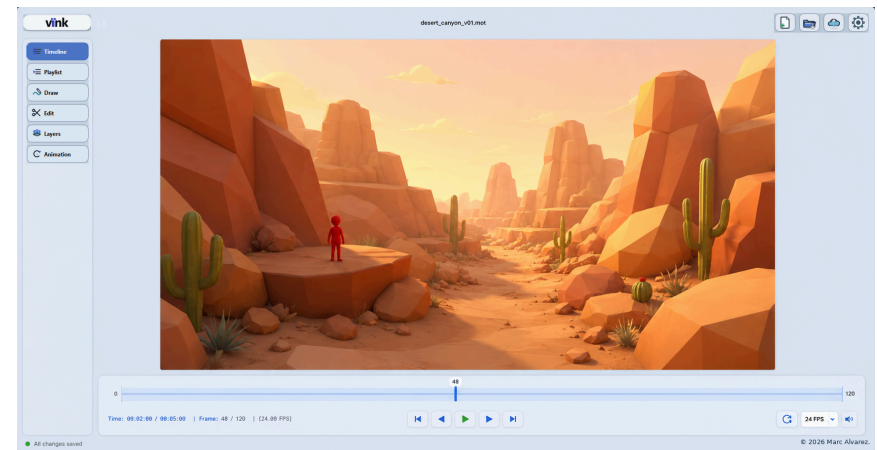 vink
desert_canyon_v01.mot
Timeline
Playlist
Draw
Edit
Layers
Animation
48
0
120
Time: 00:02:00 / 00:05:00 | Frame: 48 / 120 | (24.00 FPS)
24 FPS
All changes saved
© 2026 Marc Alvarez.